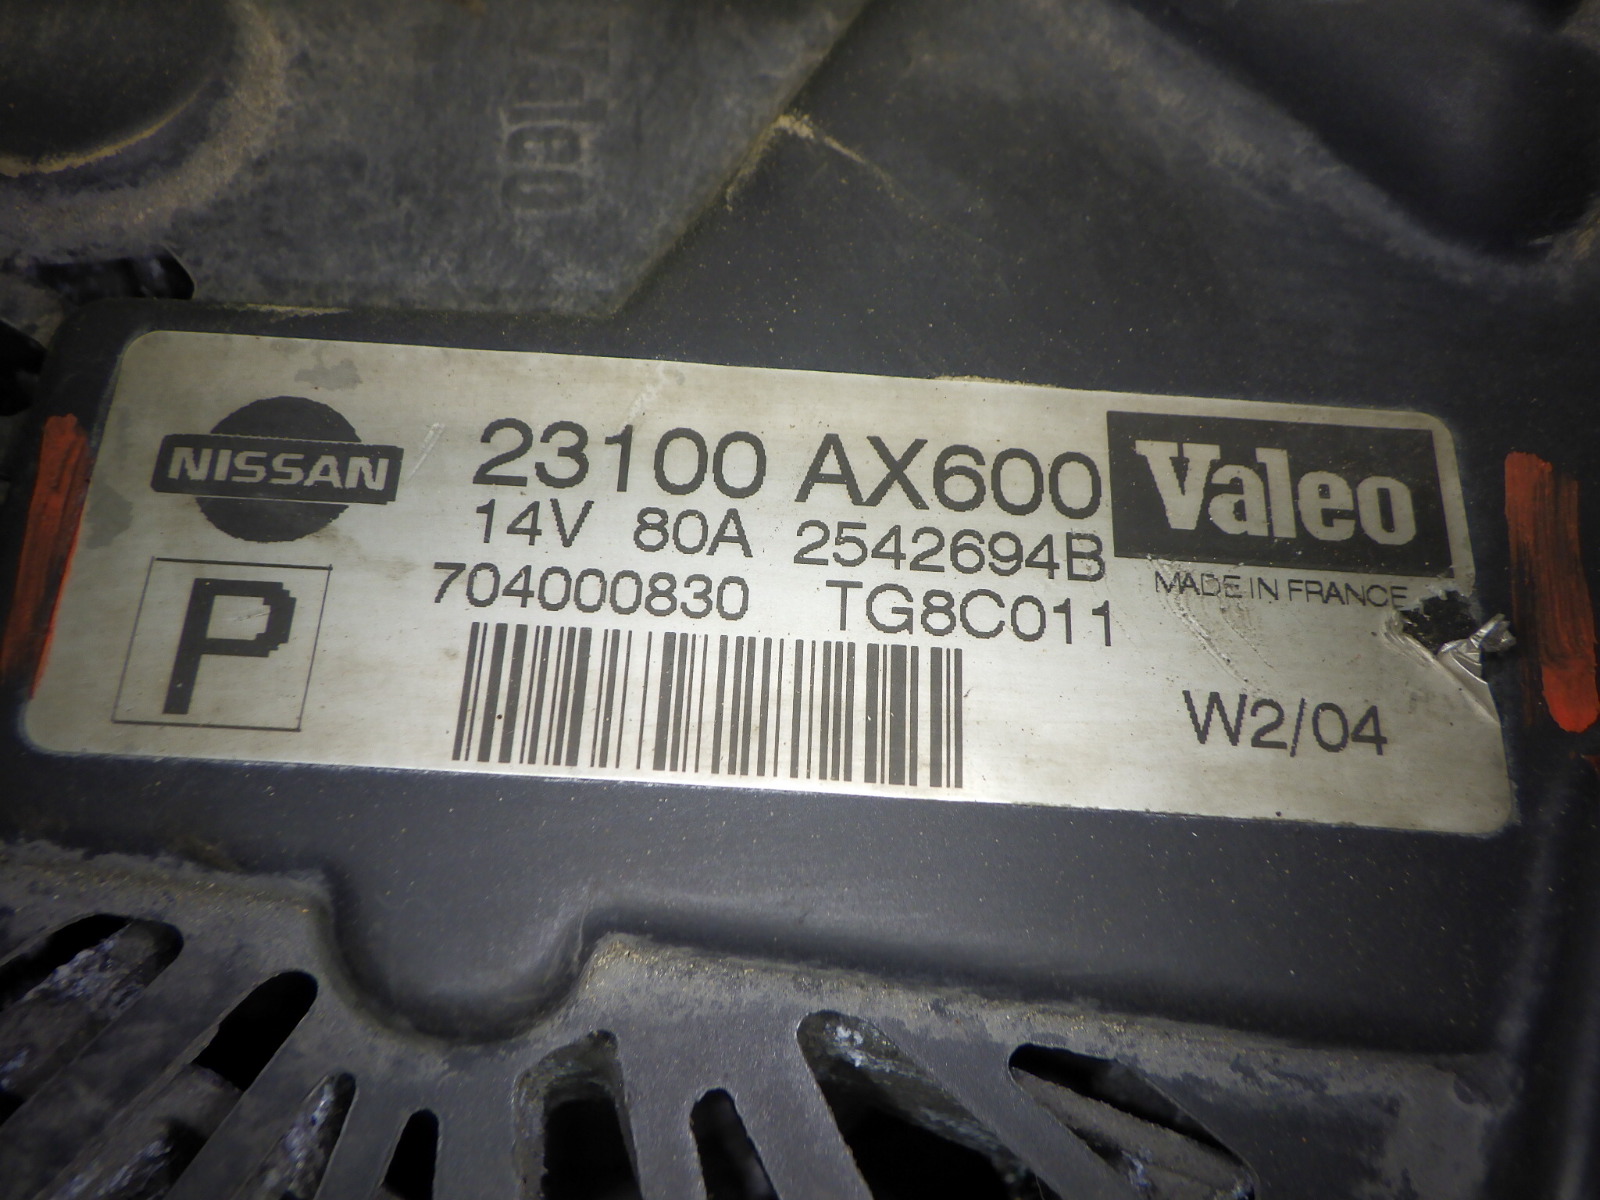 Valeo
NISSAN
23100 AX600
Valeo
14V 80A 2542694B
MADE IN FRANCE
704000830 TG8C011
P
W2/04